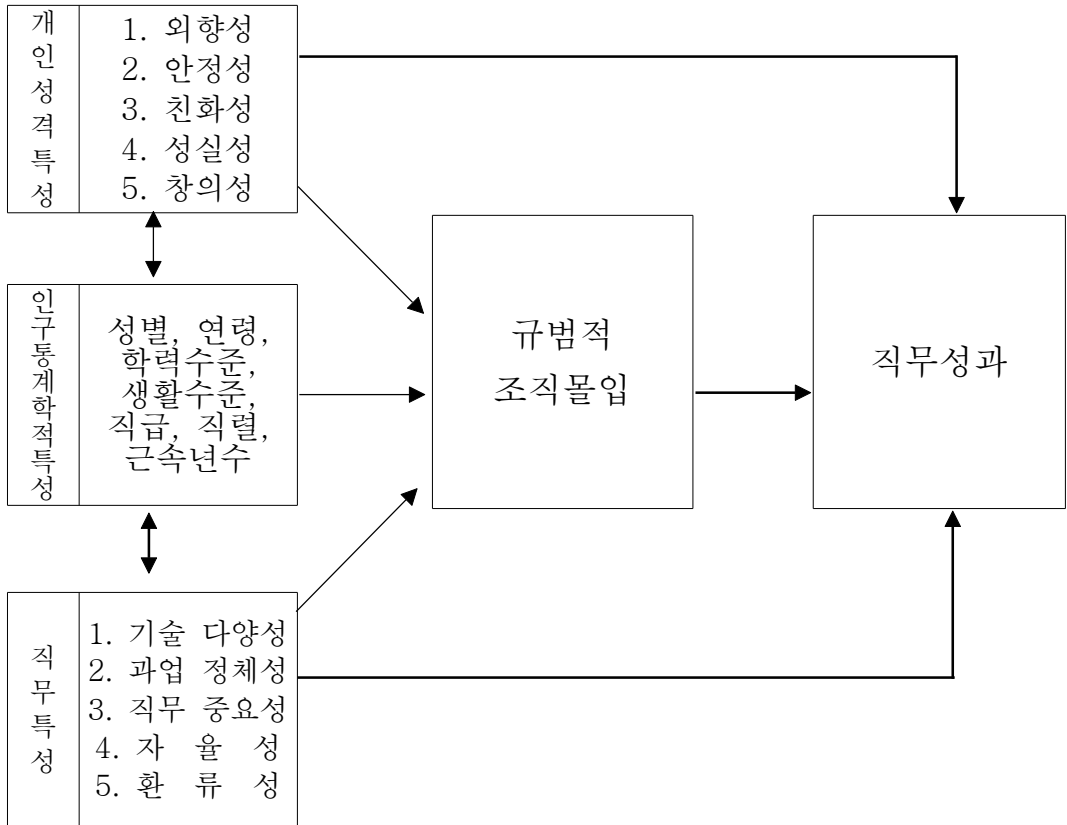 개인성격특성
1. 외향성
2. 안정성
3. 친화성
4. 성실성
5. 창의성
인구통계학적특성
성별, 연령,
학력수준,
생활수준,
직급, 직렬,
근속년수
직무특성
1. 기술 다양성
2. 과업 정체성
3. 직무 중요성
4. 자 율 성
5. 환 류 성
규범적
조직몰입
직무성과